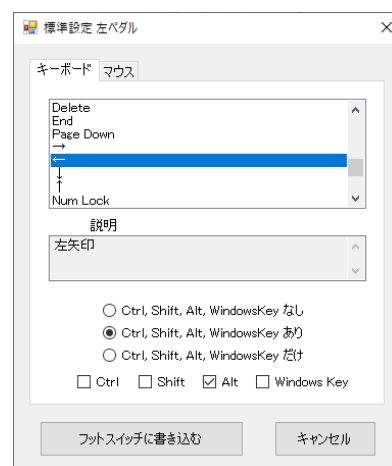 標準設定 左ペダル
キーボード マウス
Delete
End
Page Down
→
←
↓
↑
Num Lock
説明
左矢印
Ctrl, Shift, Alt, WindowsKey なし
Ctrl, Shift, Alt, WindowsKey あり
Ctrl, Shift, Alt, WindowsKey だけ
Ctrl Shift Alt Windows Key
フットスイッチに書き込む キャンセル